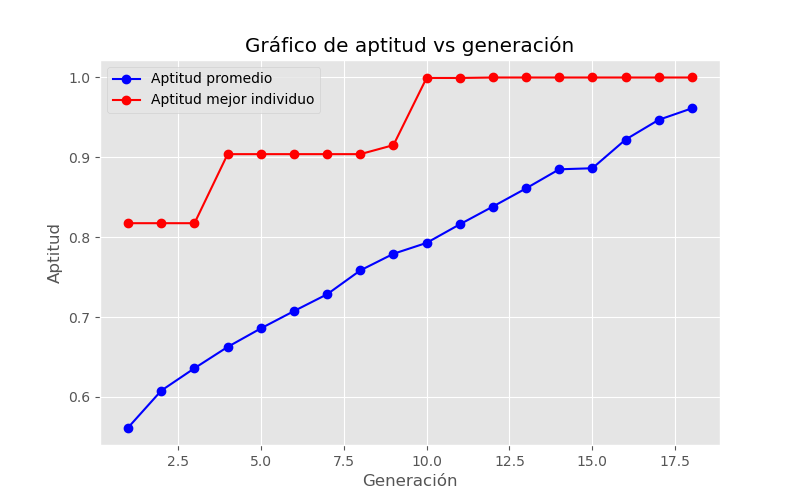 Gráfico de aptitud vs generación
Aptitud promedio
Aptitud mejor individuo
1.0
0.9
0.8
0.7
0.6
Aptitud
2.5 5.0 7.5 10.0 12.5 15.0 17.5
Generación